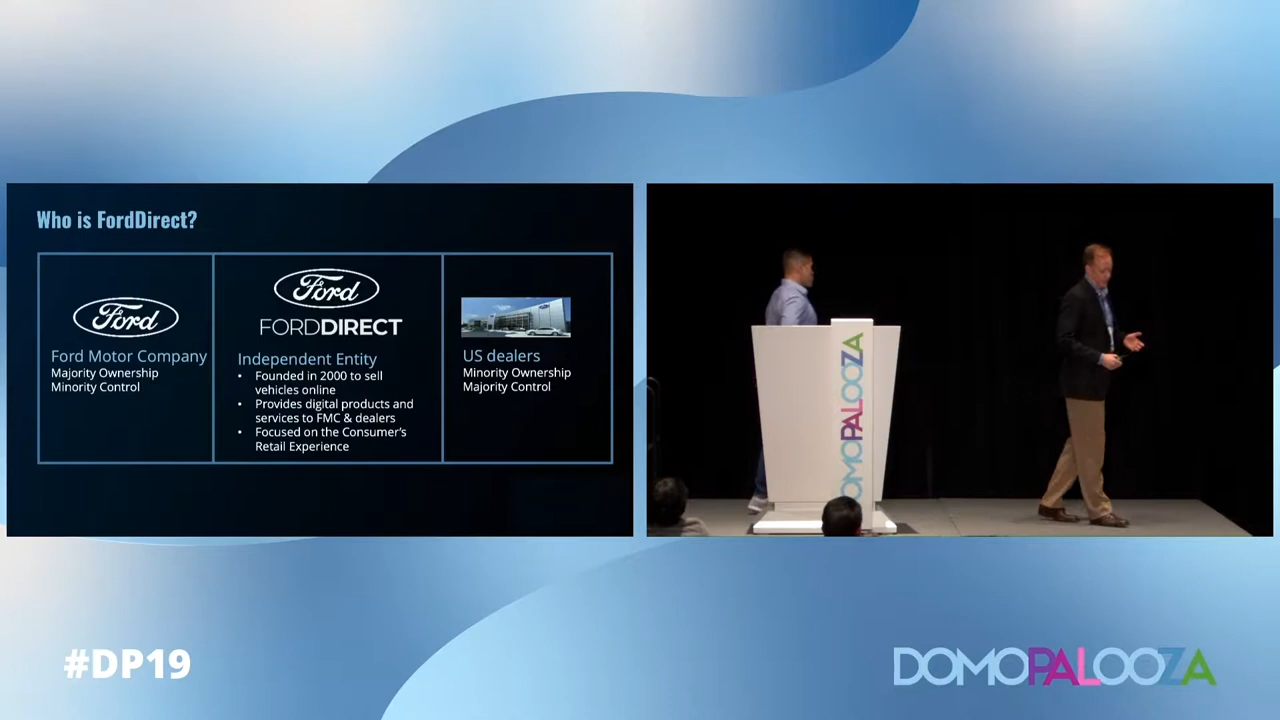 Who is FordDirect?
Ford
Ford Motor Company
Majority Ownership
Minority Control
Ford
FORDDIRECT
Independent Entity
• Founded in 2000 to sell
vehicles online
• Provides digital products and
services to FMC & dealers
• Focused on the Consumer's
Retail Experience
US dealers
Minority Ownership
Majority Control
DOMOPALOOZA
#DP19
DOMOPALOOZA